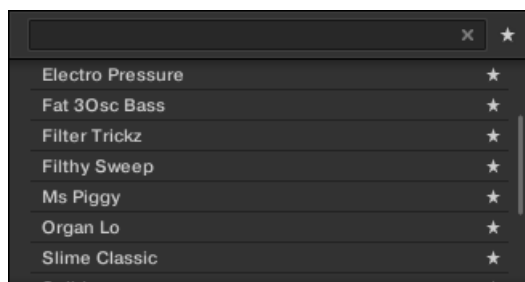 Electro Pressure
Fat 3Osc Bass
Filter Trickz
Filthy Sweep
Ms Piggy
Organ Lo
Slime Classic